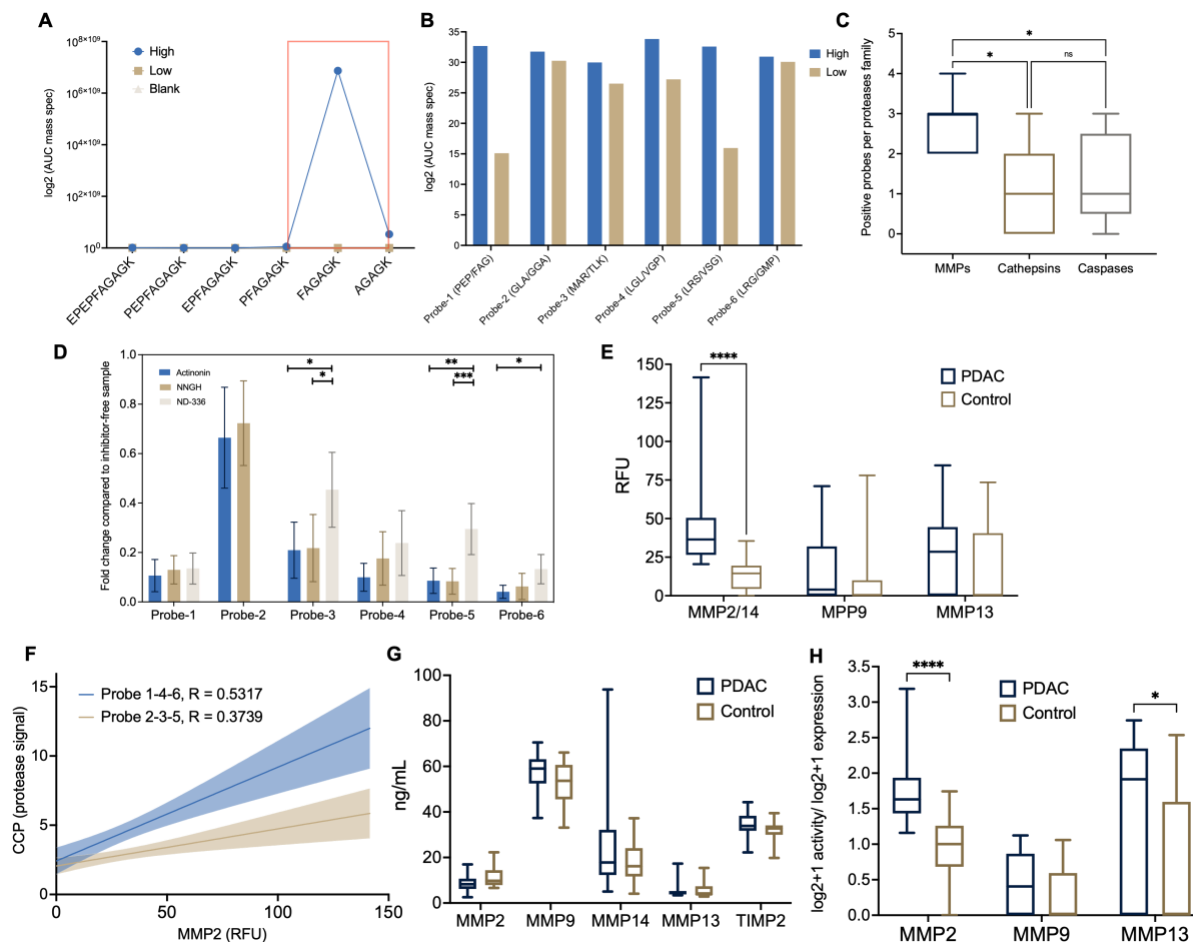 A
High
Low
Blank
log2 (AUC mass spec)
10^8×10^9
10^6×10^9
10^4×10^9
10^2×10^9
10^0
EPEPFAGAGK
PEPFAGAGK
EPFAGAGK
PFAGAGK
FAGAGK
AGAGK
B
High
Low
log2 (AUC mass spec)
35
30
25
20
15
10
5
0
Probe-1 (PEP/FAG)
Probe-2 (GLA/GGA)
Probe-3 (MAR/TLK)
Probe-4 (LGL/VGP)
Probe-5 (LRS/VSG)
Probe-6 (LRG/GMP)
C
Positive probes per proteases family
5
4
3
2
1
0
*
*
ns
MMPs Cathepsins Caspases
D
Actinonin
NNGH
ND-336
Fold change compared to inhibitor-free sample
1.0
0.8
0.6
0.4
0.2
0.0
*
*
**
***
*
Probe-1 Probe-2 Probe-3 Probe-4 Probe-5 Probe-6
E
RFU
150
125
100
75
50
25
0
****
PDAC
Control
MMP2/14 MPP9 MMP13
F
Probe 1-4-6, R = 0.5317
Probe 2-3-5, R = 0.3739
CCP (protease signal)
15
10
5
0
0 50 100 150
MMP2 (RFU)
G
PDAC
Control
ng/mL
100
80
60
40
20
0
MMP2 MMP9 MMP14 MMP13 TIMP2
H
PDAC
Control
log2+1 activity/ log2+1 expression
3.5
3.0
2.5
2.0
1.5
1.0
0.5
0.0
****
*
MMP2 MMP9 MMP13